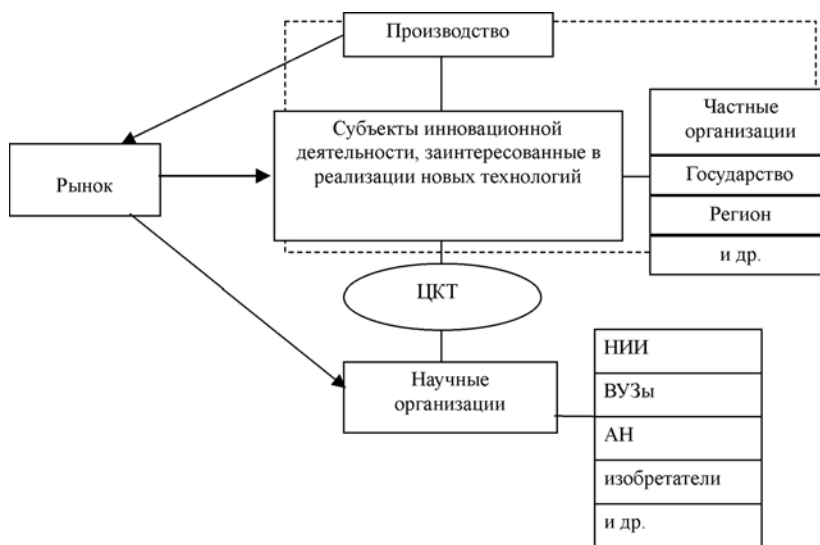 Производство
Субъекты инновационной
деятельности, заинтересованные в
реализации новых технологий
Частные
организации
Государство
Регион
и др.
Рынок
ЦКТ
Научные
организации
НИИ
ВУЗы
АН
изобретатели
и др.